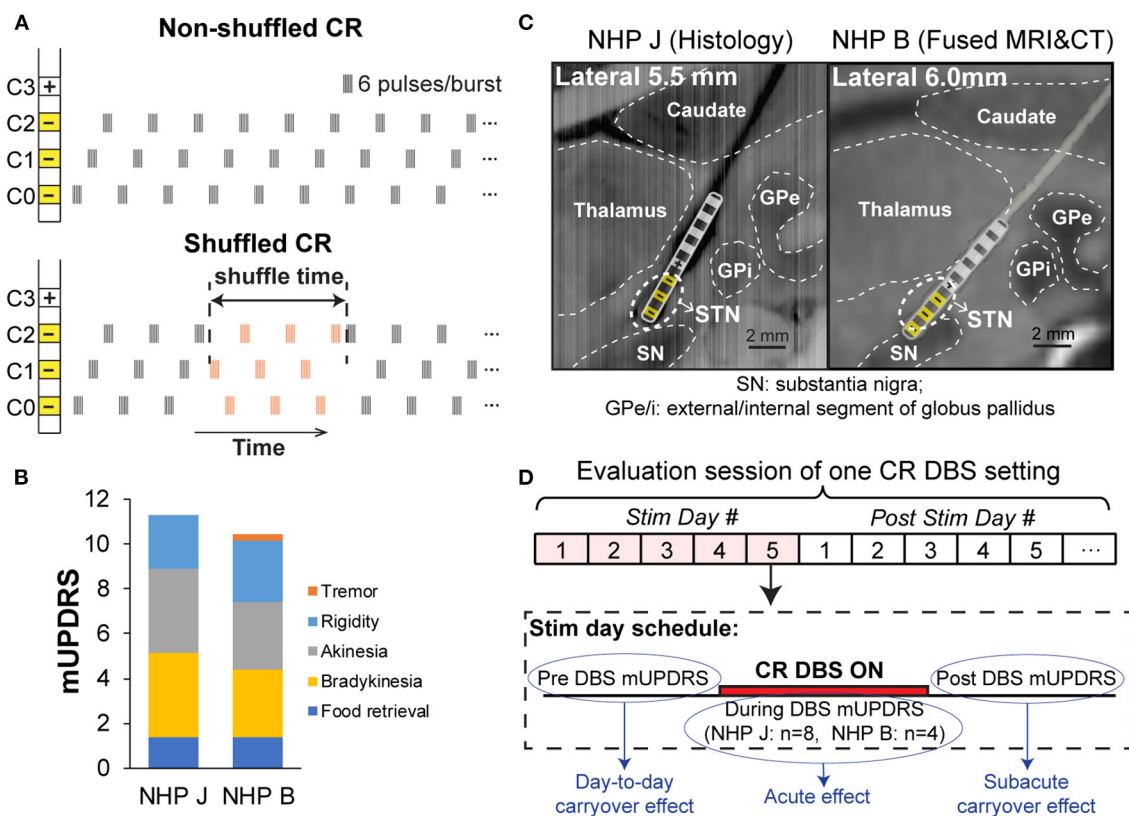 A
Non-shuffled CR
C3 +
6 pulses/burst
C2 - ...
C1 - ...
C0 - ...
Shuffled CR
shuffle time
C3 +
C2 - ...
C1 - ...
C0 - ...
Time
B
mUPDRS
12
10
8
6
4
2
0
NHP J NHP B
Tremor
Rigidity
Akinesia
Bradykinesia
Food retrieval
C
NHP J (Histology) NHP B (Fused MRI&CT)
Lateral 5.5 mm
Caudate
Thalamus
GPe
GPi
+
STN
SN
2 mm
Lateral 6.0mm
Caudate
Thalamus
GPe
GPi
+
STN
SN
2 mm
SN: substantia nigra;
GPe/i: external/internal segment of globus pallidus
D
Evaluation session of one CR DBS setting
Stim Day # Post Stim Day #
1 2 3 4 5 1 2 3 4 5 ...
Stim day schedule:
Pre DBS mUPDRS CR DBS ON Post DBS mUPDRS
During DBS mUPDRS
(NHP J: n=8, NHP B: n=4)
Day-to-day
carryover effect
Acute effect
Subacute
carryover effect